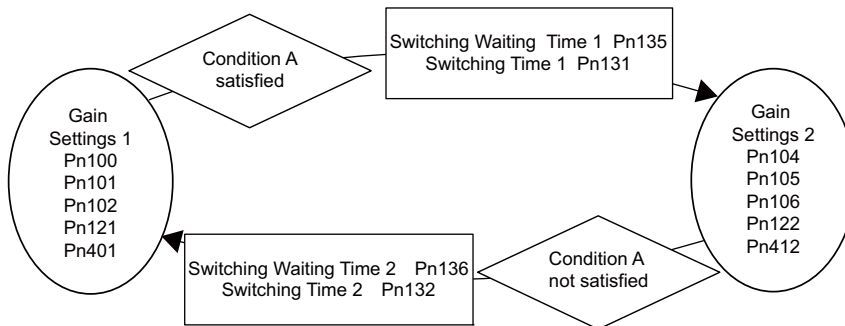 Condition A
satisfied
Switching Waiting Time 1 Pn135
Switching Time 1 Pn131
Gain
Settings 1
Pn100
Pn101
Pn102
Pn121
Pn401
Gain
Settings 2
Pn104
Pn105
Pn106
Pn122
Pn412
Switching Waiting Time 2 Pn136
Switching Time 2 Pn132
Condition A
not satisfied